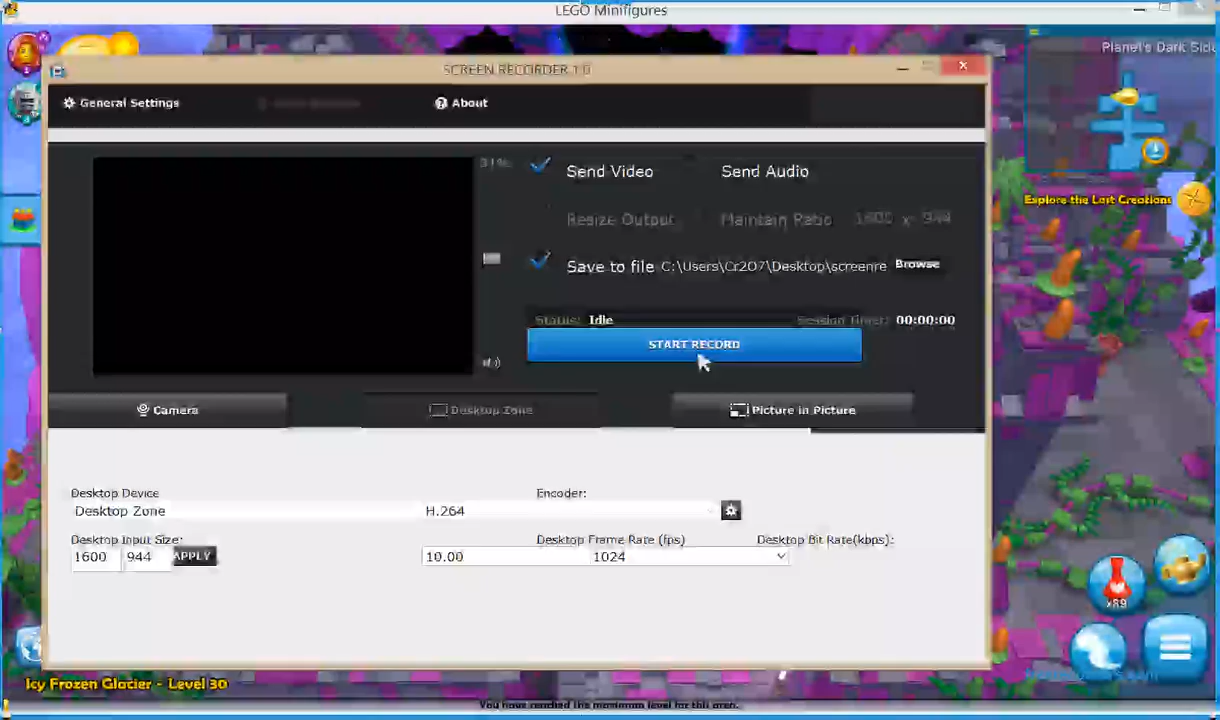 LEGO Minifigures
Planet's Dark Side
SCREEN RECORDER 1.0
General Settings
About
31%
Send Video
Send Audio
Resize Output
Maintain Ratio
1600 x 944
Explore the Lost Creations
Save to file C:\Users\Cr2O7\Desktop\screenre Browse
Status: Idle
Session Timer: 00:00:00
START RECORD
Camera
Desktop Zone
Picture in Picture
Desktop Device
Encoder:
Desktop Zone
H.264
Desktop Input Size:
Desktop Frame Rate (fps)
Desktop Bit Rate(kbps):
1600 944 APPLY
10.00
1024
x89
Icy Frozen Glacier - Level 30
You have reached the maximum level for this area.